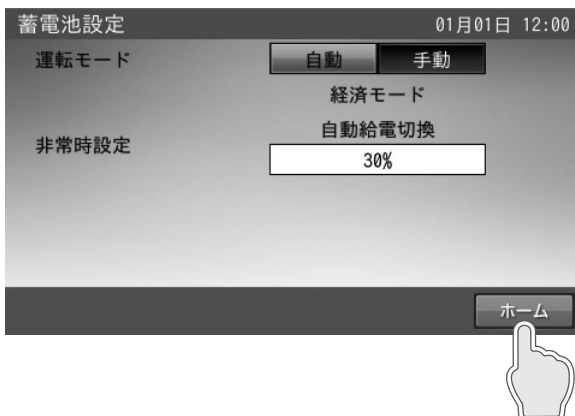 蓄電池設定 01月01日 12:00
運転モード 自動 手動
経済モード
自動給電切換
非常時設定
30%
ホーム